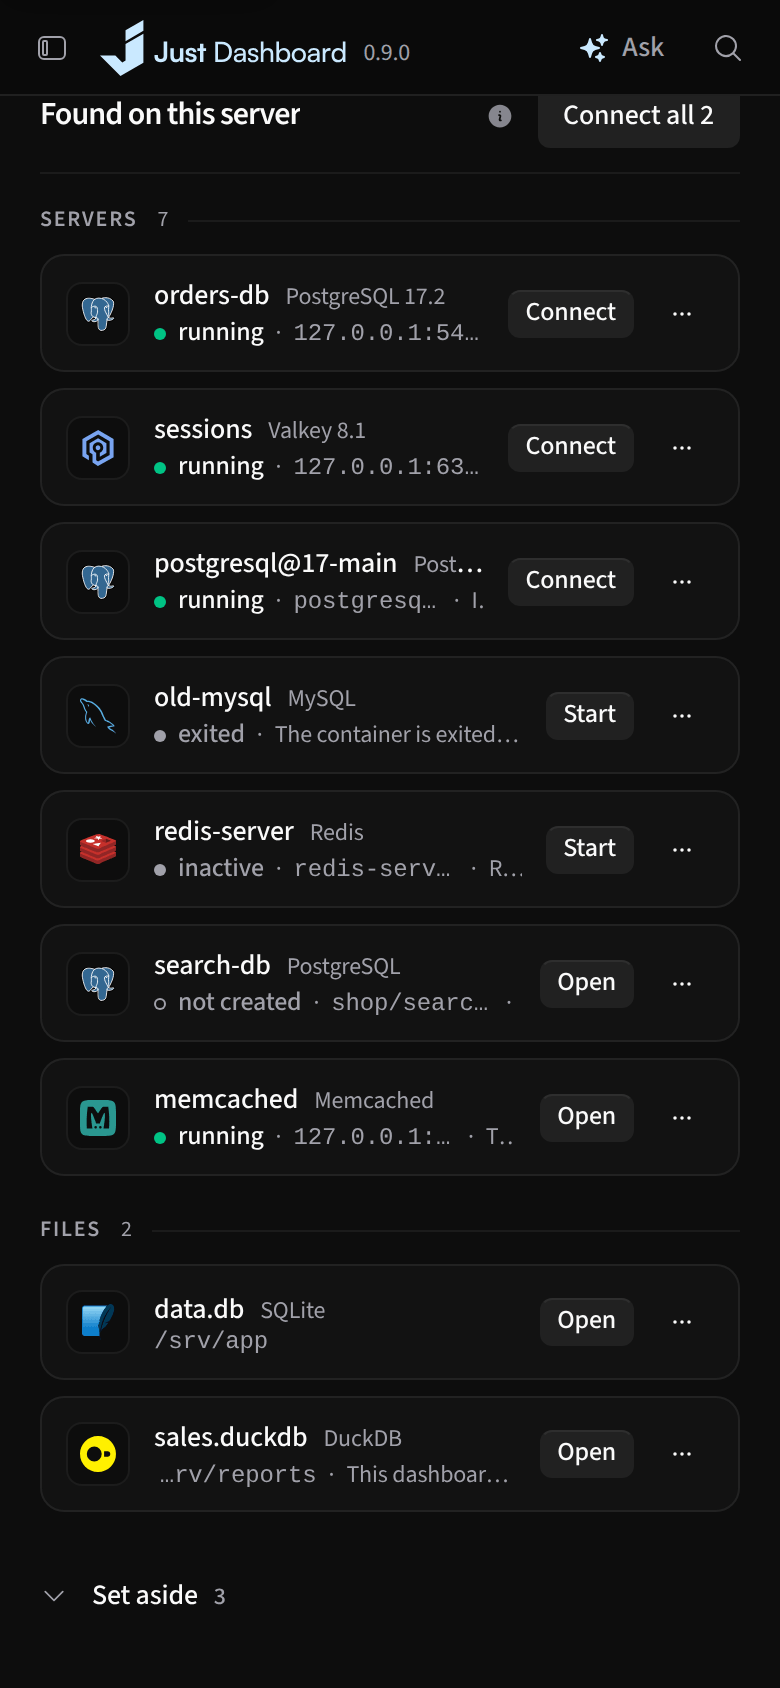 Just Dashboard 0.9.0 Ask
Found on this server Connect all 2
SERVERS 7
orders-db PostgreSQL 17.2
running · 127.0.0.1:54…
Connect
sessions Valkey 8.1
running · 127.0.0.1:63…
Connect
postgresql@17-main Post…
running · postgresq… · I.
Connect
old-mysql MySQL
exited · The container is exited…
Start
redis-server Redis
inactive · redis-serv… · R…
Start
search-db PostgreSQL
not created · shop/searc… ·
Open
memcached Memcached
running · 127.0.0.1:… · T..
Open
FILES 2
data.db SQLite
/srv/app
Open
sales.duckdb DuckDB
…rv/reports · This dashboar…
Open
Set aside 3